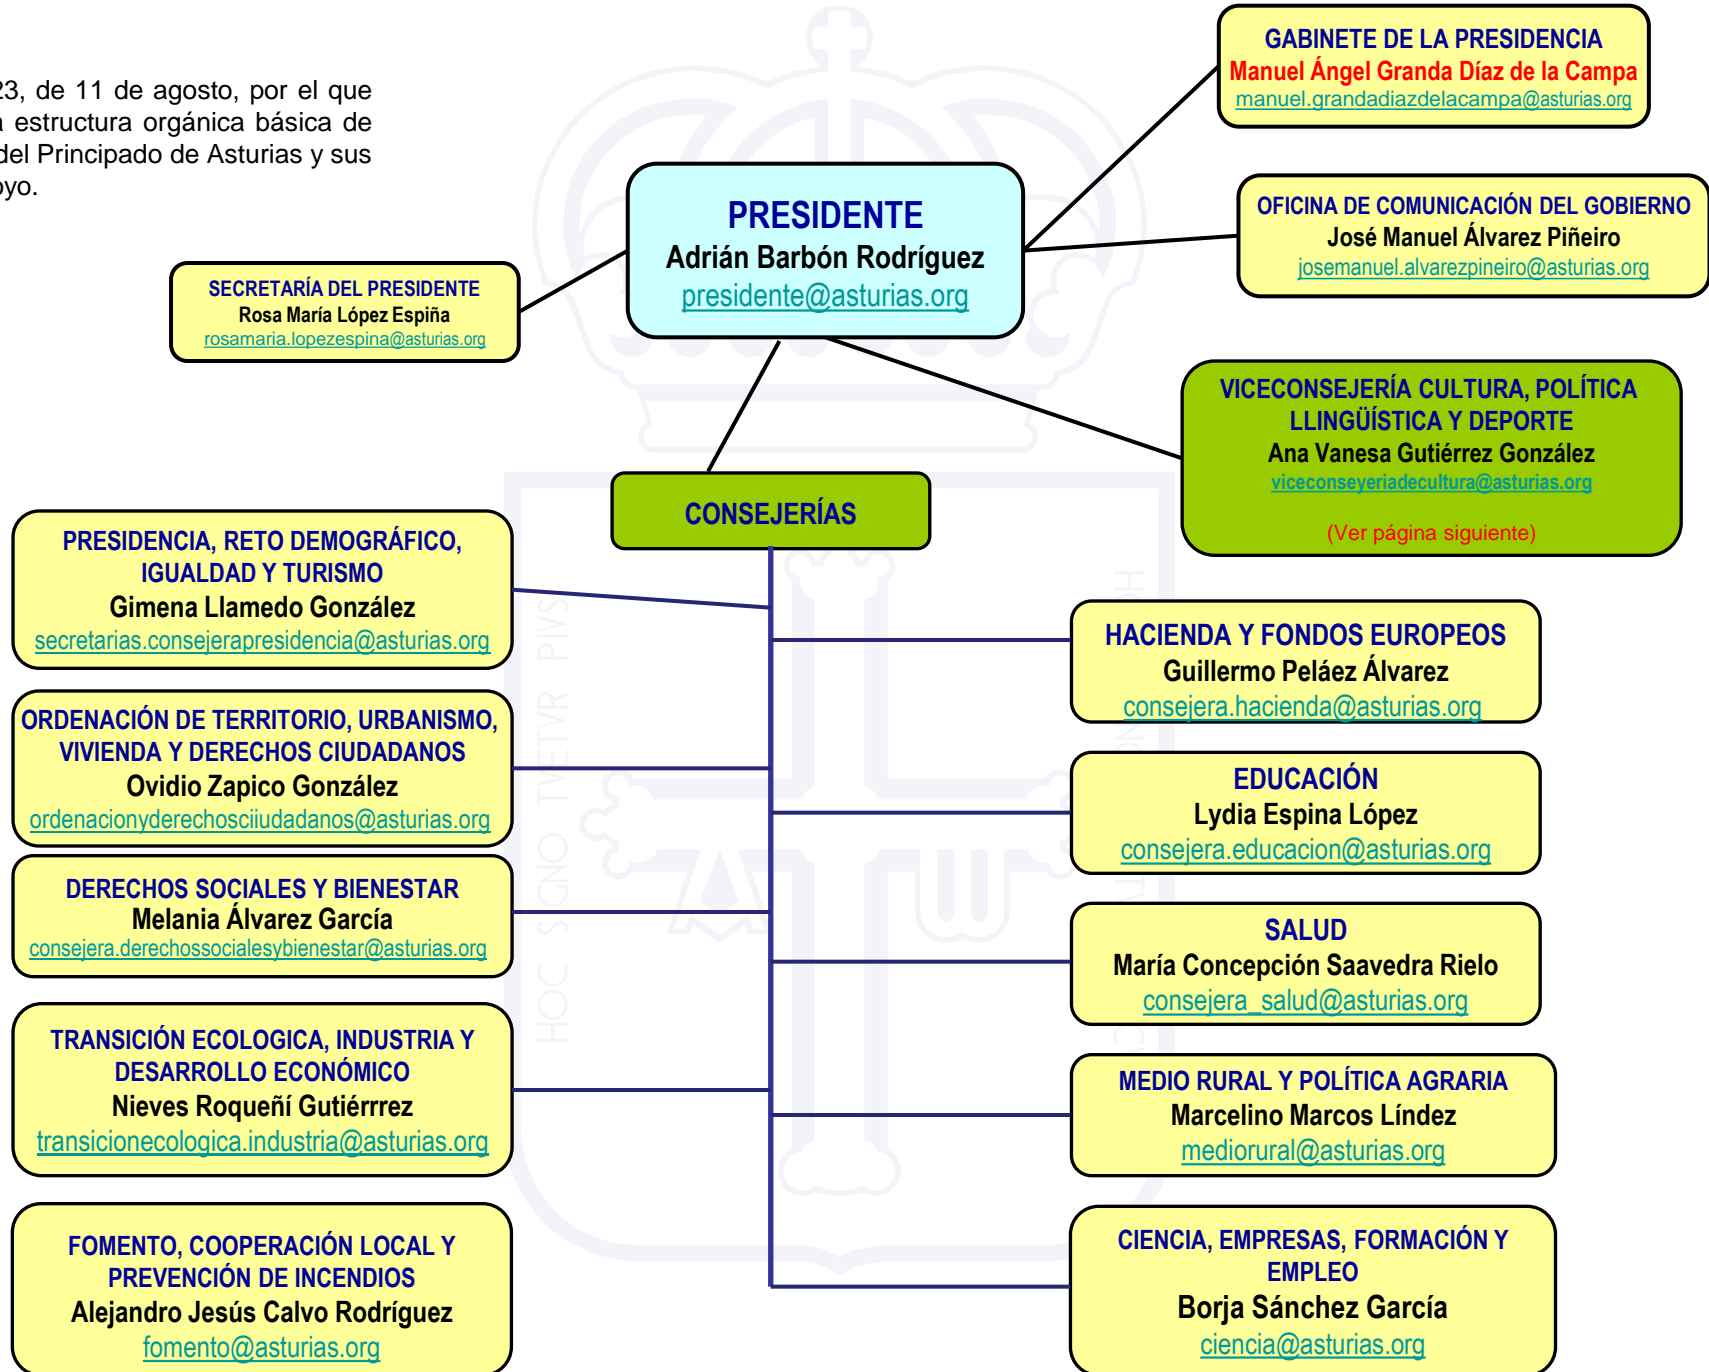 23, de 11 de agosto, por el que
estructura orgánica básica de
del Principado de Asturias y sus
GABINETE DE LA PRESIDENCIA
Manuel Ángel Granda Díaz de la Campa
manuel.grandadiazdelacampa@asturias.org
PRESIDENTE
Adrián Barbón Rodríguez
presidente@asturias.org
OFICINA DE COMUNICACIÓN DEL GOBIERNO
José Manuel Álvarez Piñeiro
josemanuel.alvarezpineiro@asturias.org
SECRETARÍA DEL PRESIDENTE
Rosa María López Espiña
rosamaria.lopezespina@asturias.org
VICECONSEJERÍA CULTURA, POLÍTICA
LLINGÜÍSTICA Y DEPORTE
Ana Vanesa Gutiérrez González
viceconseyeriadecultura@asturias.org
(Ver página siguiente)
CONSEJERÍAS
PRESIDENCIA, RETO DEMOGRÁFICO,
IGUALDAD Y TURISMO
Gimena Llamedo González
secretarias.consejerapresidencia@asturias.org
HACIENDA Y FONDOS EUROPEOS
Guillermo Peláez Álvarez
consejera.hacienda@asturias.org
ORDENACIÓN DE TERRITORIO, URBANISMO,
VIVIENDA Y DERECHOS CIUDADANOS
Ovidio Zapico González
ordenacionyderechosciiudadanos@asturias.org
EDUCACIÓN
Lydia Espina López
consejera.educacion@asturias.org
DERECHOS SOCIALES Y BIENESTAR
Melania Álvarez García
consejera.derechossocialesybienestar@asturias.org
SALUD
María Concepción Saavedra Rielo
consejera_salud@asturias.org
TRANSICIÓN ECOLOGICA, INDUSTRIA Y
DESARROLLO ECONÓMICO
Nieves Roqueñí Gutiérrrez
transicionecologica.industria@asturias.org
MEDIO RURAL Y POLÍTICA AGRARIA
Marcelino Marcos Líndez
mediorural@asturias.org
FOMENTO, COOPERACIÓN LOCAL Y
PREVENCIÓN DE INCENDIOS
Alejandro Jesús Calvo Rodríguez
fomento@asturias.org
CIENCIA, EMPRESAS, FORMACIÓN Y
EMPLEO
Borja Sánchez García
ciencia@asturias.org
HOC SIGNO TVETVR PIVS